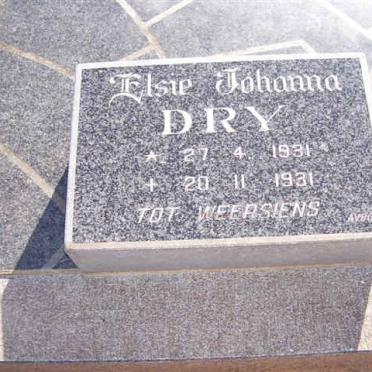 Elsie Johanna
DRY
* 27 4 1931
+ 20 11 1931
TOT WEERSIENS